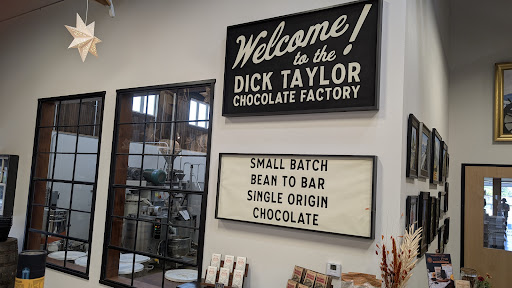 Welcome!
to the
DICK TAYLOR
CHOCOLATE FACTORY
SMALL BATCH
BEAN TO BAR
SINGLE ORIGIN
CHOCOLATE